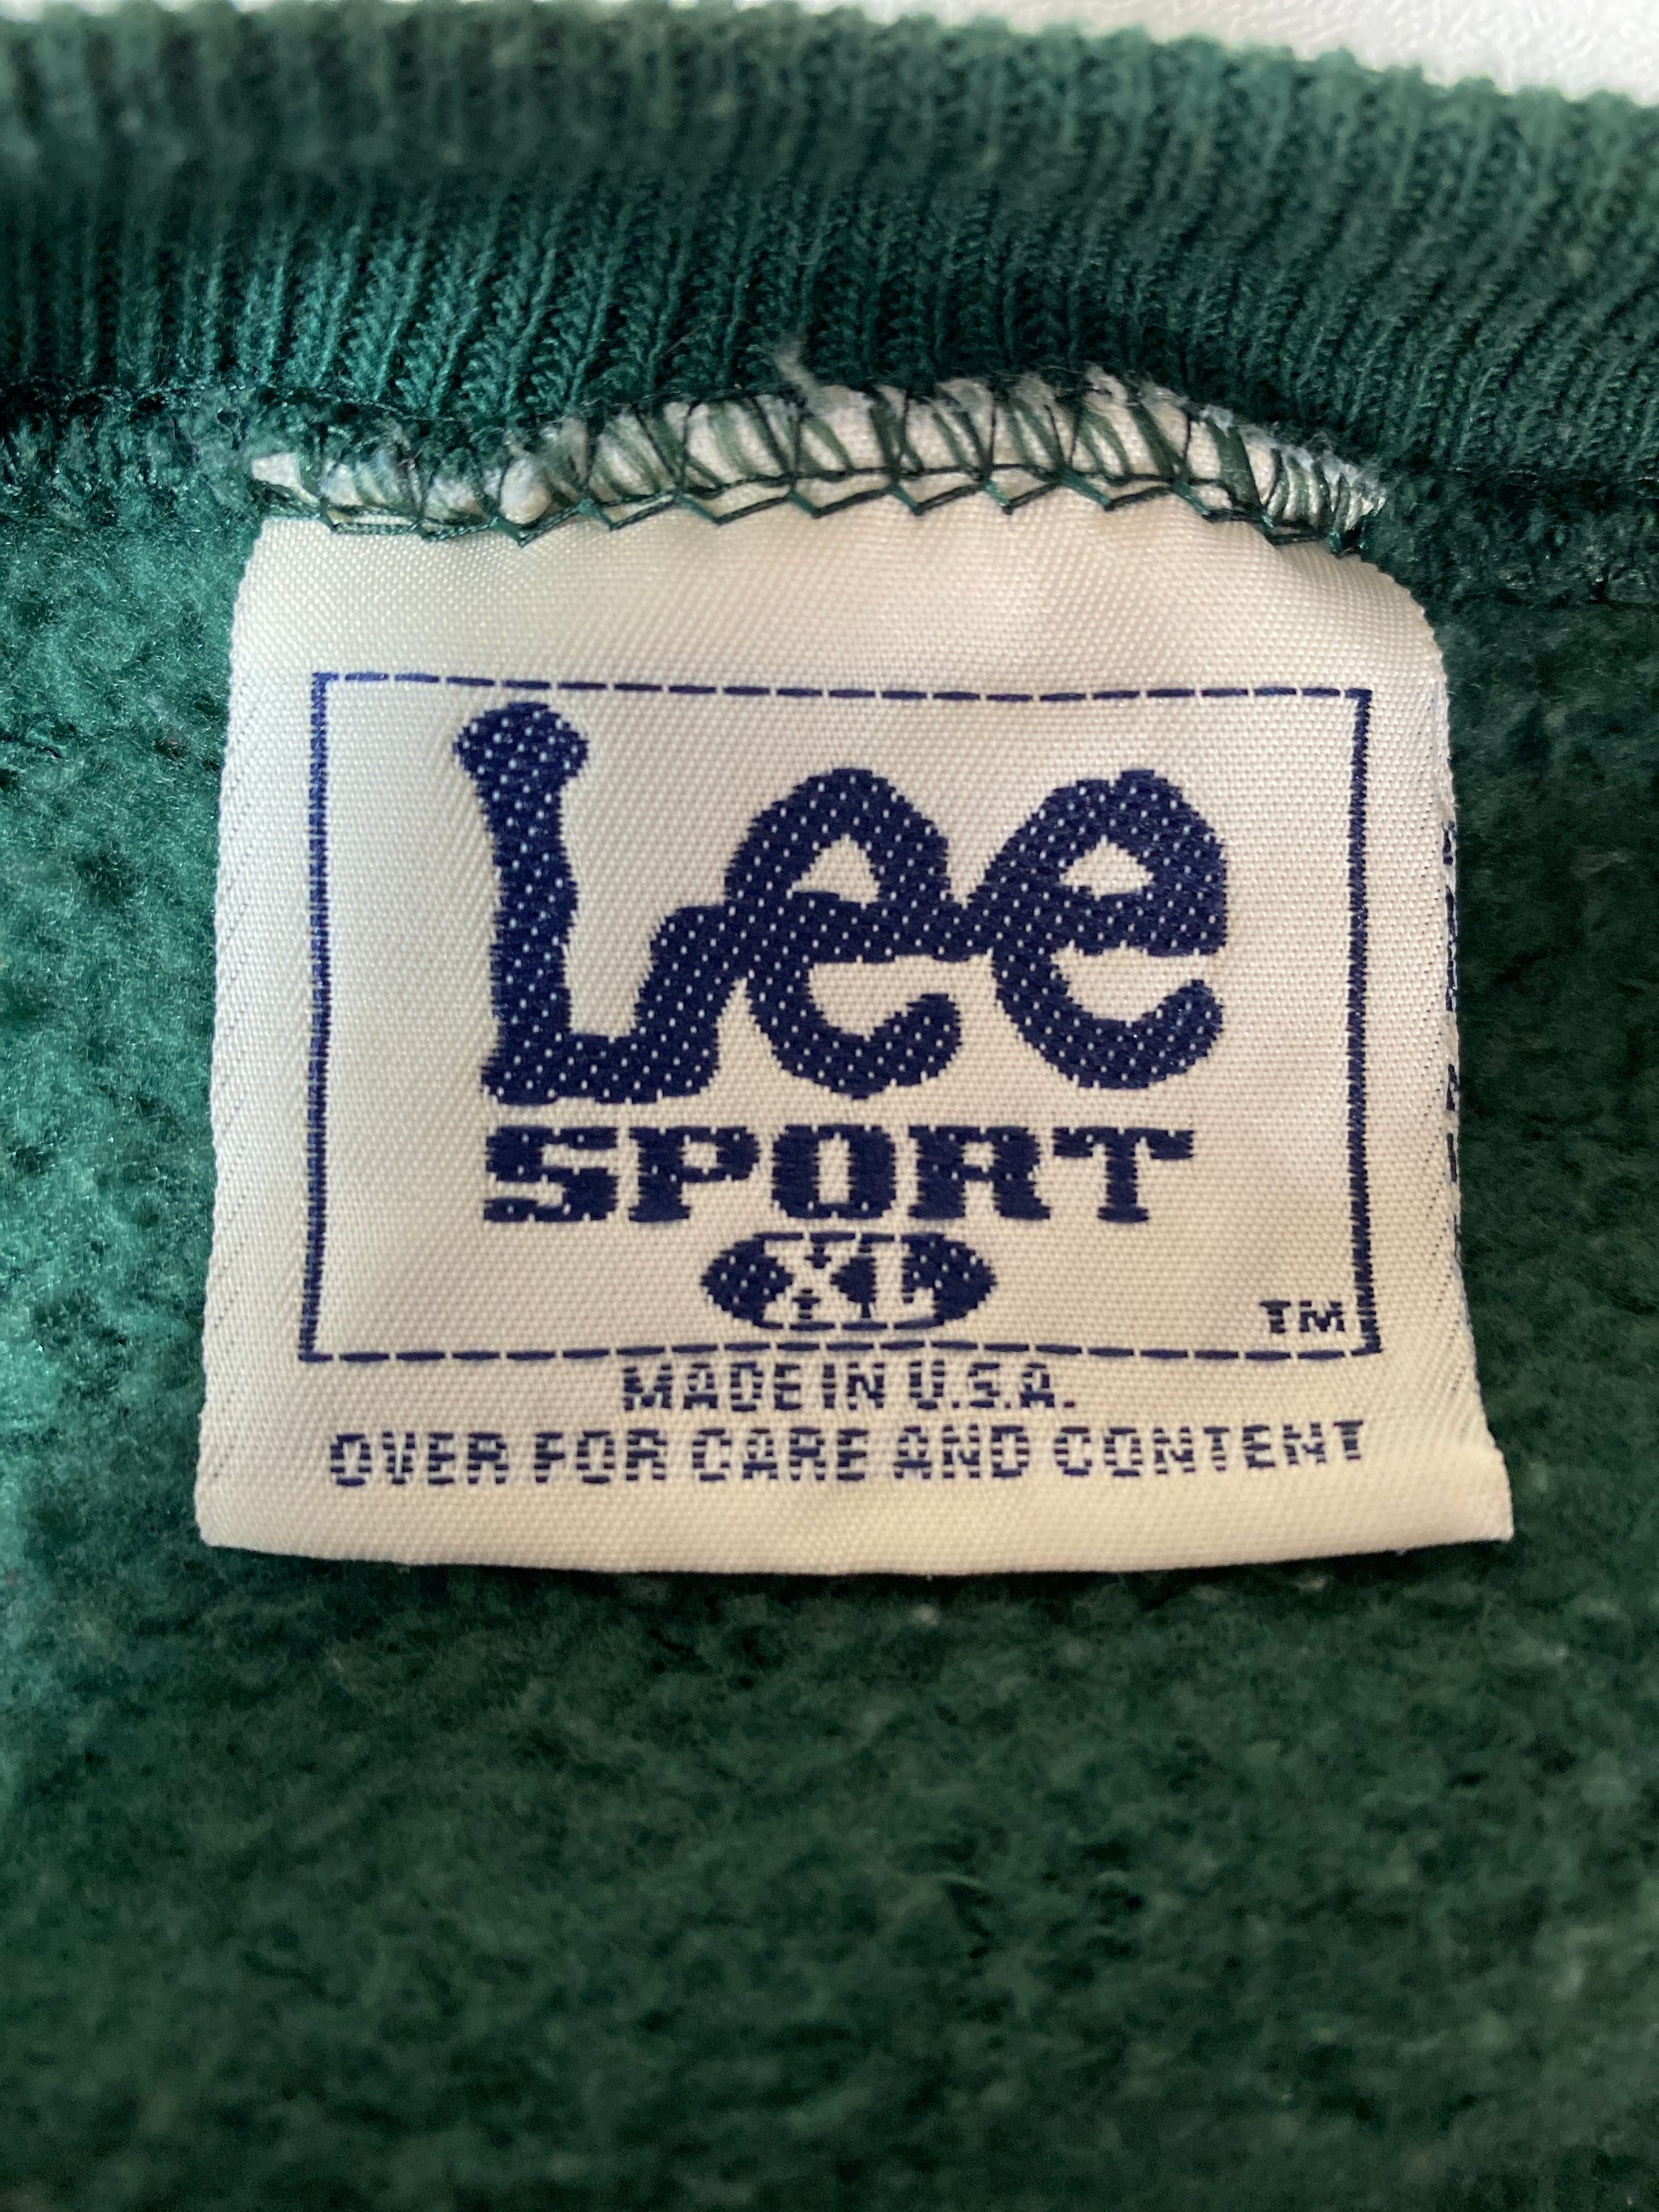 Lee
SPORT
XL
TM
MADE IN U.S.A.
OVER FOR CARE AND CONTENT